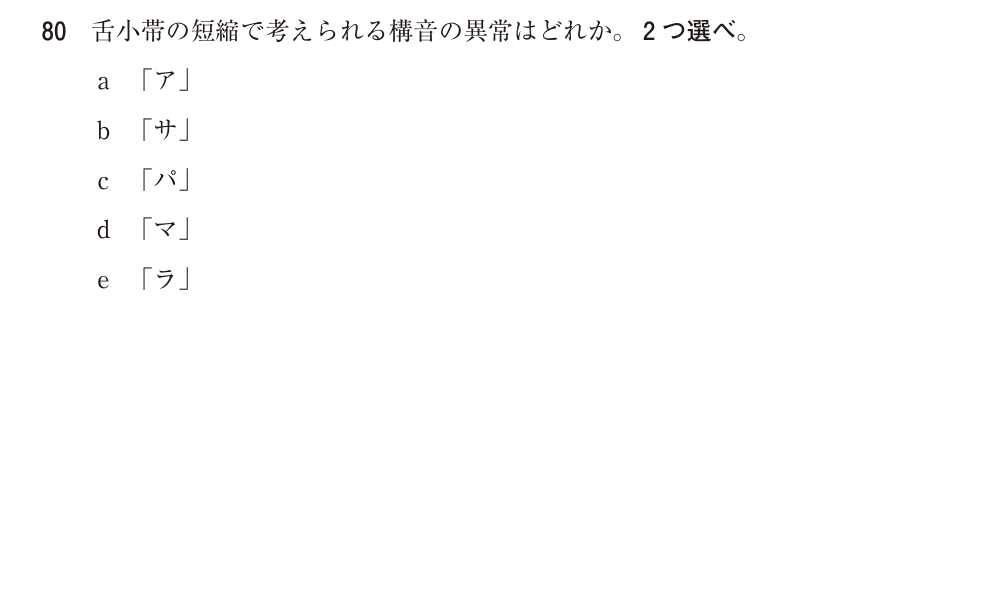 80 舌小帯の短縮で考えられる構音の異常はどれか。2つ選べ。
a 「ア」
b 「サ」
c 「パ」
d 「マ」
e 「ラ」